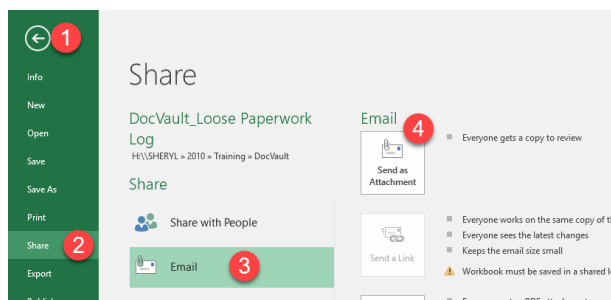 1
Info
New
Open
Save
Save As
Print
Share
2
Export
Share
DocVault_Loose Paperwork
Log
H:\\SHERYL » 2010 » Training » DocVault
Share
Share with People
Email
3
Email
4
Send as
Attachment
Everyone gets a copy to review
Send a Link
Everyone works on the same copy of
Everyone sees the latest changes
Keeps the email size small
Workbook must be saved in a shared